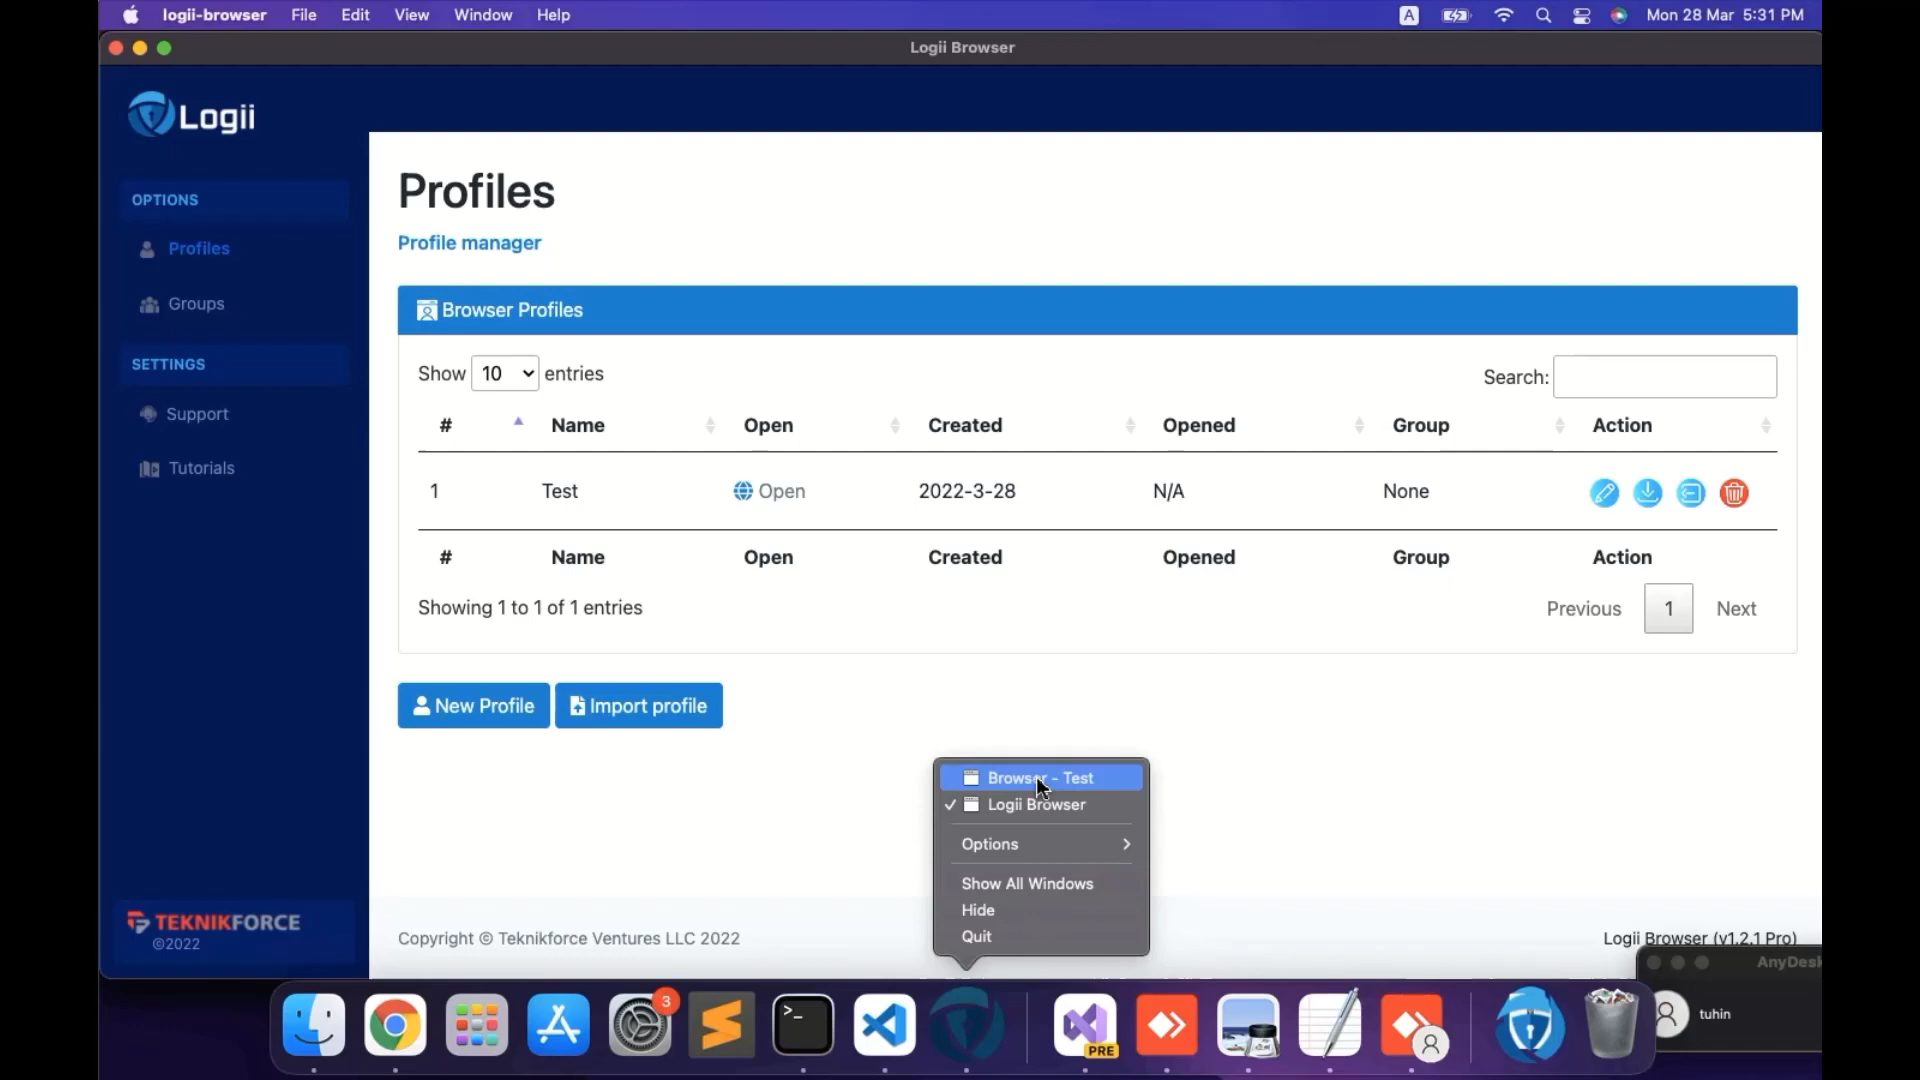 logii-browser File Edit View Window Help A Mon 28 Mar 5:31 PM
Logii Browser
Logii
OPTIONS
Profiles
Groups
SETTINGS
Support
Tutorials
TEKNIKFORCE
©2022
Profiles
Profile manager
Browser Profiles
Show 10 entries Search:
# Name Open Created Opened Group Action
1 Test Open 2022-3-28 N/A None
# Name Open Created Opened Group Action
Showing 1 to 1 of 1 entries Previous 1 Next
New Profile Import profile
Browser - Test
Logii Browser
Options
Show All Windows
Hide
Quit
Copyright © Teknikforce Ventures LLC 2022 Logii Browser (v1.2.1 Pro)
AnyDesk
tuhin
3
>_
PRE